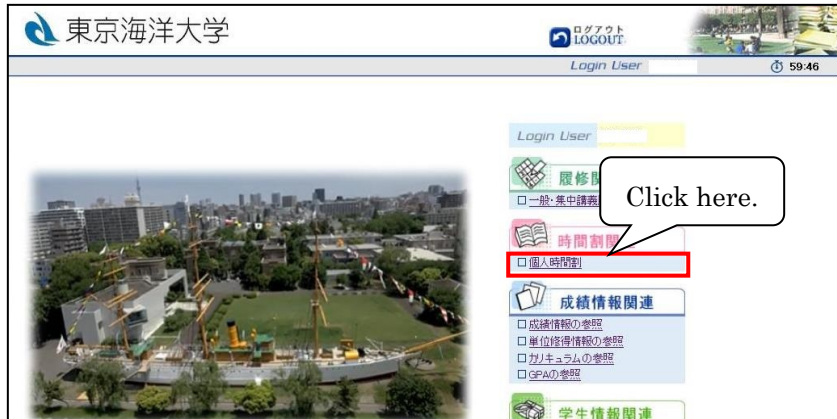 東京海洋大学
ログアウト
LOGOUT
Login User
59:46
Login User
履修
Click here.
一般・集中講義
時間割関
個人時間割
成績情報関連
成績情報の参照
単位修得情報の参照
カリキュラムの参照
GPAの参照
学生情報関連